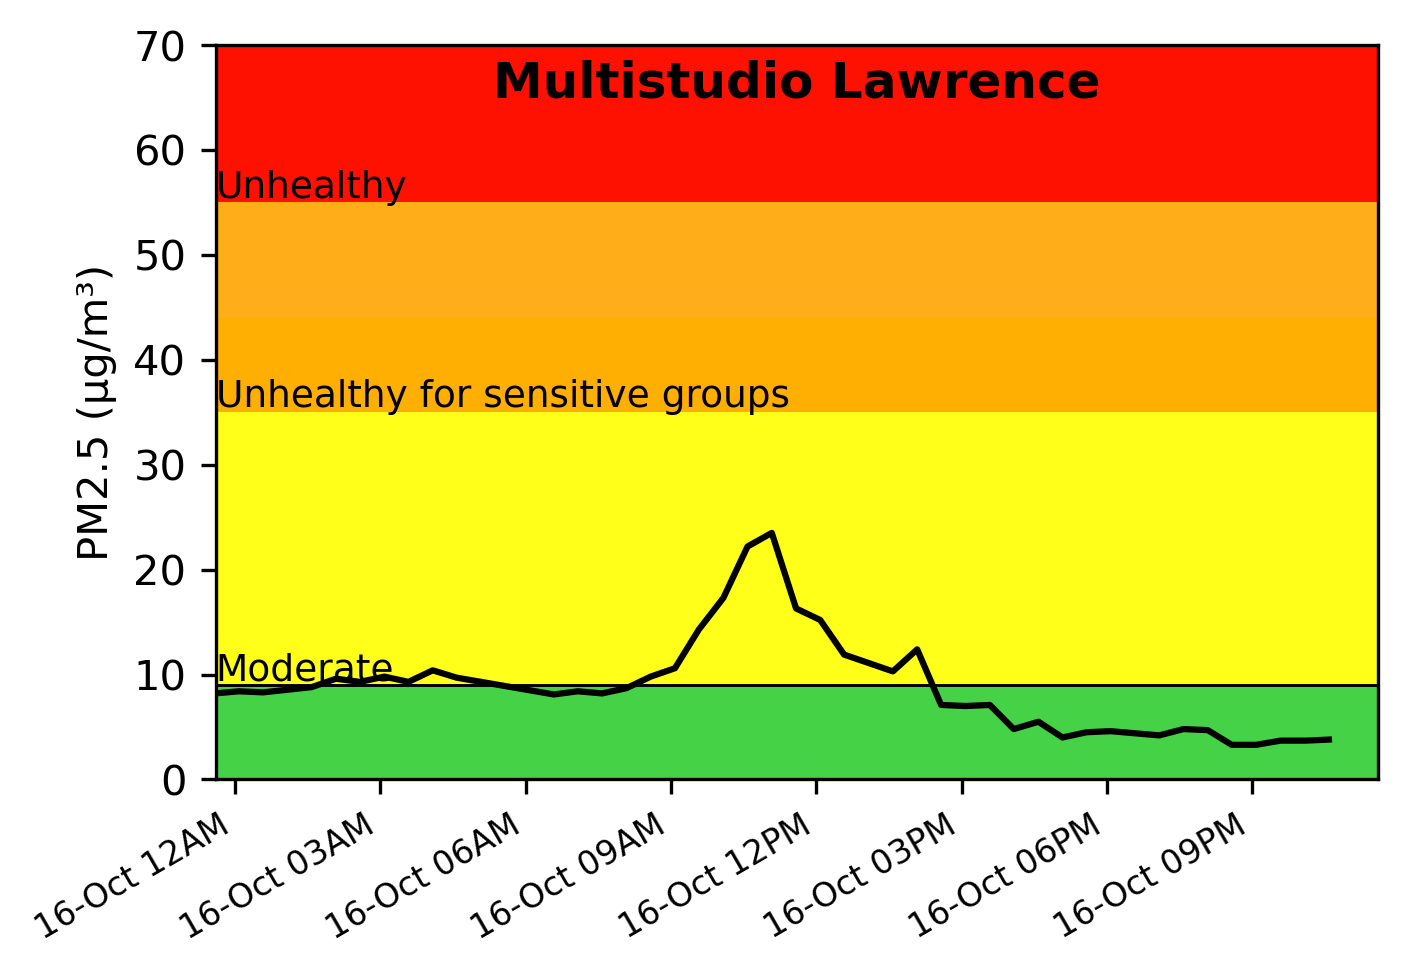 Multistudio Lawrence
PM2.5 (µg/m³)
70
60
50
40
30
20
10
0
Unhealthy
Unhealthy for sensitive groups
Moderate
16-Oct 12AM
16-Oct 03AM
16-Oct 06AM
16-Oct 09AM
16-Oct 12PM
16-Oct 03PM
16-Oct 06PM
16-Oct 09PM